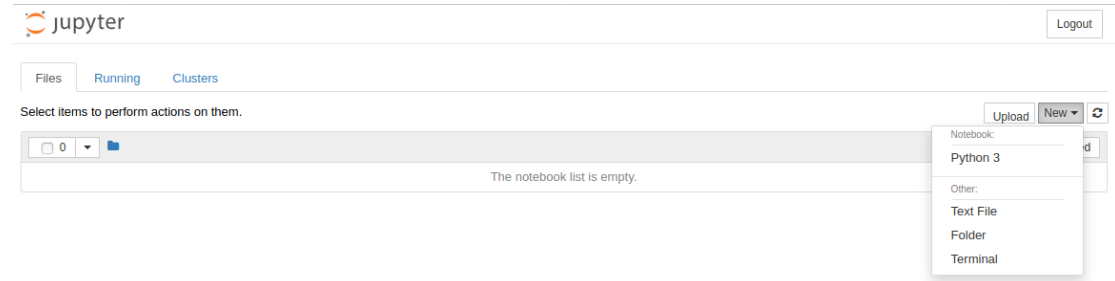 jupyter
Logout
Files Running Clusters
Select items to perform actions on them.
Upload New
0
Notebook:
Python 3
The notebook list is empty.
Other:
Text File
Folder
Terminal